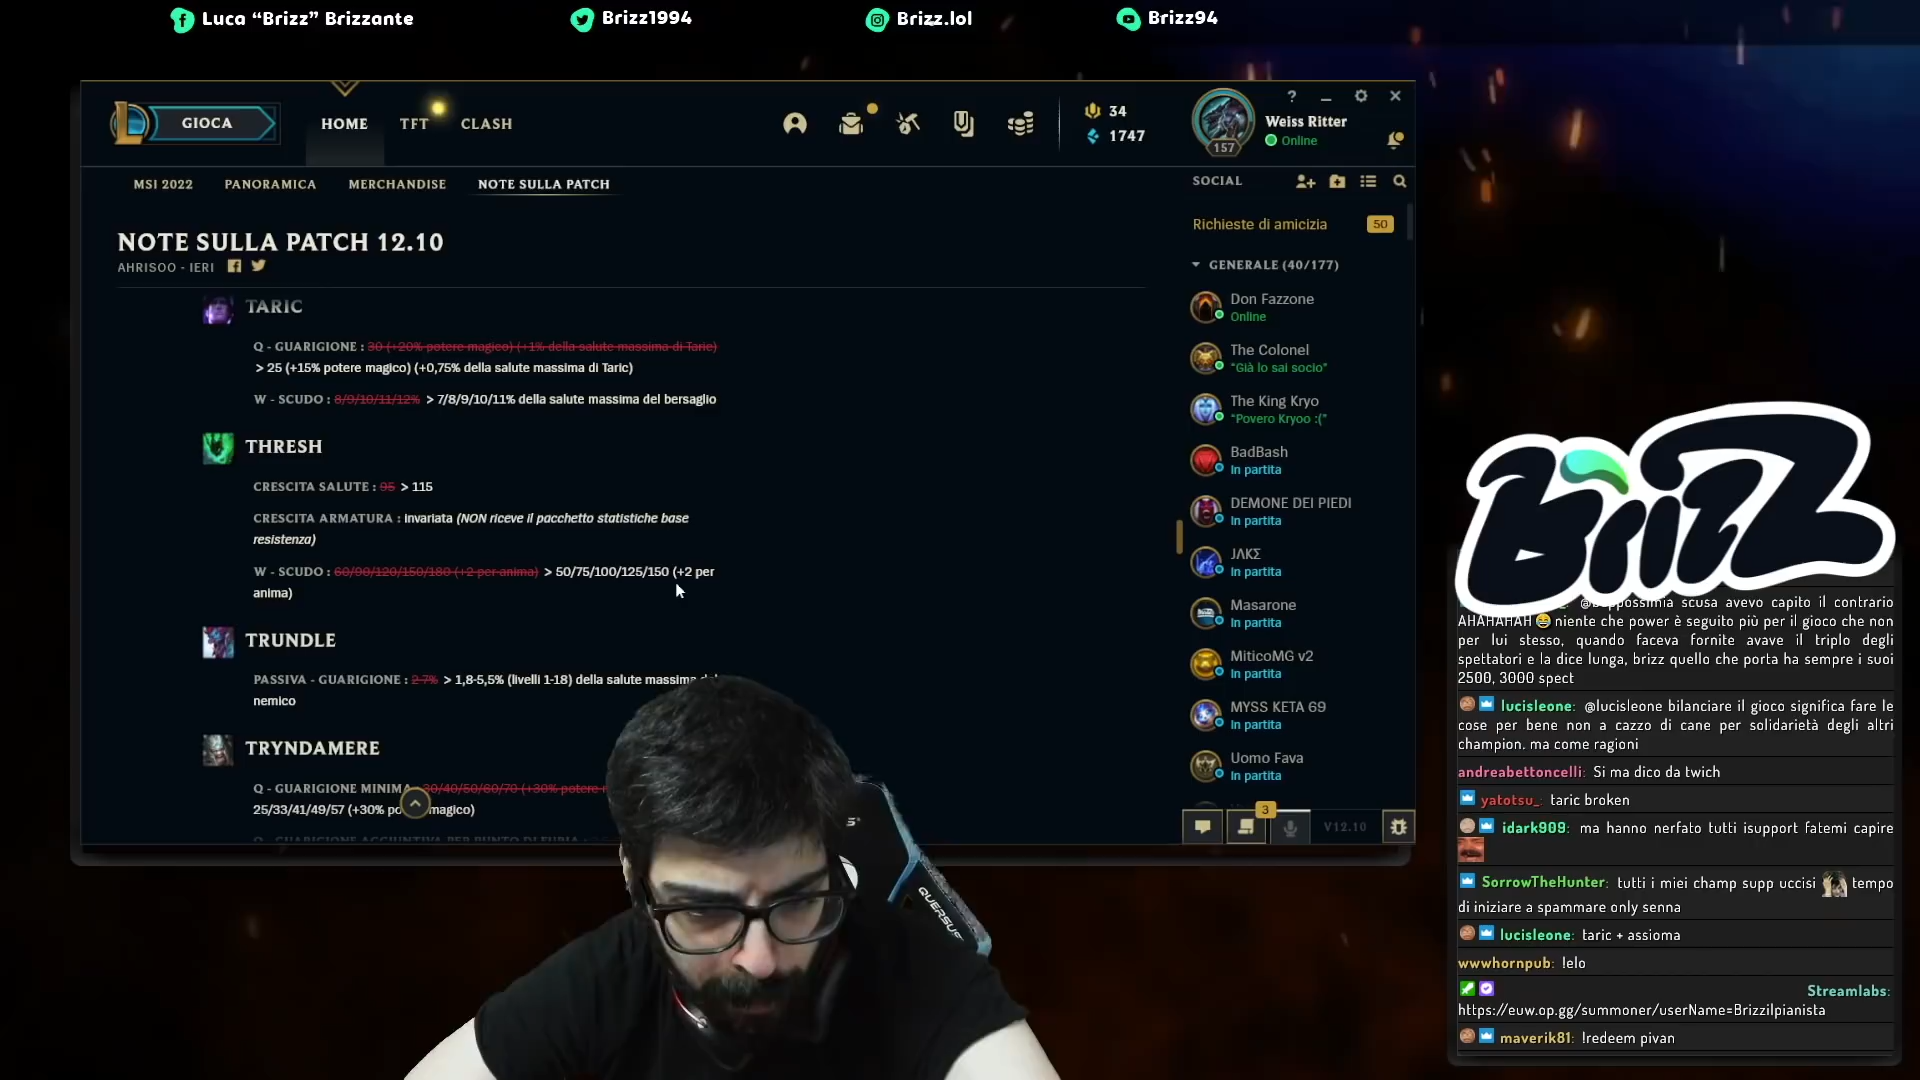 Luca “Brizz” Brizzante
Brizz1994
Brizz.lol
Brizz94
GIOCA
HOME
TFT
CLASH
34
1747
157
Weiss Ritter
Online
MSI 2022
PANORAMICA
MERCHANDISE
NOTE SULLA PATCH
NOTE SULLA PATCH 12.10
AHRISOO - IERI
TARIC
Q - GUARIGIONE : 30 (+20% potere magico) (+1% della salute massima di Taric)
> 25 (+15% potere magico) (+0,75% della salute massima di Taric)
W - SCUDO : 8/9/10/11/12% > 7/8/9/10/11% della salute massima del bersaglio
THRESH
CRESCITA SALUTE : 95 > 115
CRESCITA ARMATURA : invariata (NON riceve il pacchetto statistiche base
resistenza)
W - SCUDO : 60/90/120/150/180 (+2 per anima) > 50/75/100/125/150 (+2 per
anima)
TRUNDLE
PASSIVA - GUARIGIONE : 2-7% > 1,8-5,5% (livelli 1-18) della salute massima
nemico
TRYNDAMERE
Q - GUARIGIONE MINIMA 30/40/50/60/70 (+30% potere
25/33/41/49/57 (+30% magico)
SOCIAL
Richieste di amicizia
50
GENERALE (40/177)
Don Fazzone
Online
The Colonel
"Già lo sai socio"
The King Kryo
"Povero Kryoo :("
BadBash
In partita
DEMONE DEI PIEDI
In partita
JΛKΣ
In partita
Masarone
In partita
MiticoMG v2
In partita
MYSS KETA 69
In partita
Uomo Fava
In partita
3
V12.10
QUERSUS
BrizZ
scusa avevo capito il contrario
AHAHAHAH 😂 niente che power è seguito più per il gioco che non
per lui stesso, quando faceva fornite avave il triplo degli
spettatori e la dice lunga, brizz quello che porta ha sempre i suoi
2500, 3000 spect
lucisleone: @lucisleone bilanciare il gioco significa fare le
cose per bene non a cazzo di cane per solidarietà degli altri
champion. ma come ragioni
andreabettoncelli: Si ma dico da twich
yatotsu_: taric broken
idark909: ma hanno nerfato tutti isupport fatemi capire
SorrowTheHunter: tutti i miei champ supp uccisi tempo
di iniziare a spammare only senna
lucisleone: taric + assioma
wwwhornpub: !elo
Streamlabs:
https://euw.op.gg/summoner/userName=Brizzilpianista
maverik81: !redeem pivan